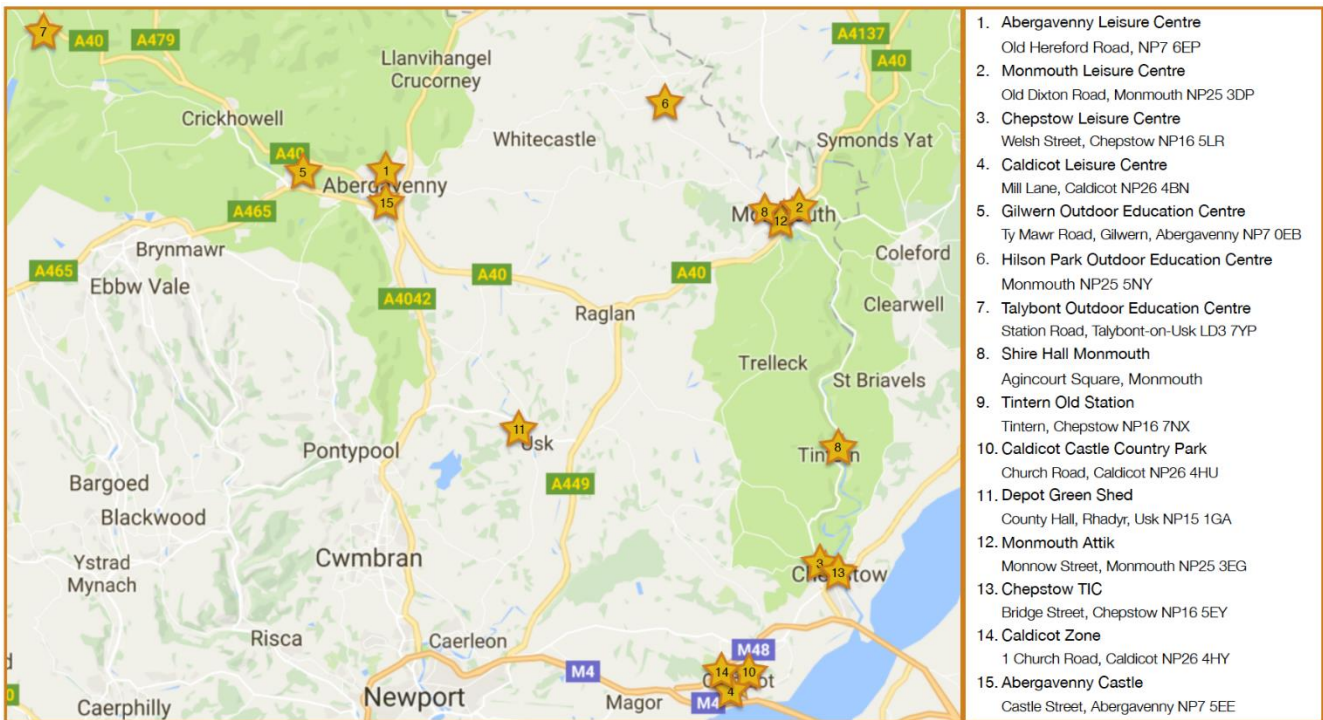 7
A40
A479
Llanvihangel
Crucorney
A4137
A40
6
Crickhowell
Whitecastle
Symonds Yat
A40
5
1
Abergavenny
15
A465
8
2
Monmouth
12
Brynmawr
Coleford
A465
A40
A40
Ebbw Vale
A4042
Clearwell
Raglan
Trelleck
St Briavels
11
Usk
8
Tintern
Pontypool
A449
Bargoed
Blackwood
Cwmbran
3
Chepstow
13
Ystrad
Mynach
Risca
Caerleon
M48
M4
14
10
Caldicot
4
Newport
Magor
M4
Caerphilly
1. Abergavenny Leisure Centre
Old Hereford Road, NP7 6EP
2. Monmouth Leisure Centre
Old Dixton Road, Monmouth NP25 3DP
3. Chepstow Leisure Centre
Welsh Street, Chepstow NP16 5LR
4. Caldicot Leisure Centre
Mill Lane, Caldicot NP26 4BN
5. Gilwern Outdoor Education Centre
Ty Mawr Road, Gilwern, Abergavenny NP7 0EB
6. Hilson Park Outdoor Education Centre
Monmouth NP25 5NY
7. Talybont Outdoor Education Centre
Station Road, Talybont-on-Usk LD3 7YP
8. Shire Hall Monmouth
Agincourt Square, Monmouth
9. Tintern Old Station
Tintern, Chepstow NP16 7NX
10. Caldicot Castle Country Park
Church Road, Caldicot NP26 4HU
11. Depot Green Shed
County Hall, Rhadyr, Usk NP15 1GA
12. Monmouth Attik
Monnow Street, Monmouth NP25 3EG
13. Chepstow TIC
Bridge Street, Chepstow NP16 5EY
14. Caldicot Zone
1 Church Road, Caldicot NP26 4HY
15. Abergavenny Castle
Castle Street, Abergavenny NP7 5EE